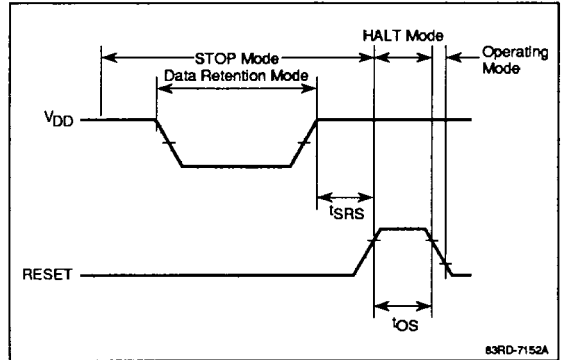 HALT Mode
STOP Mode
Operating Mode
Data Retention Mode
VDD
tSRS
RESET
tOS
83RD-7152A